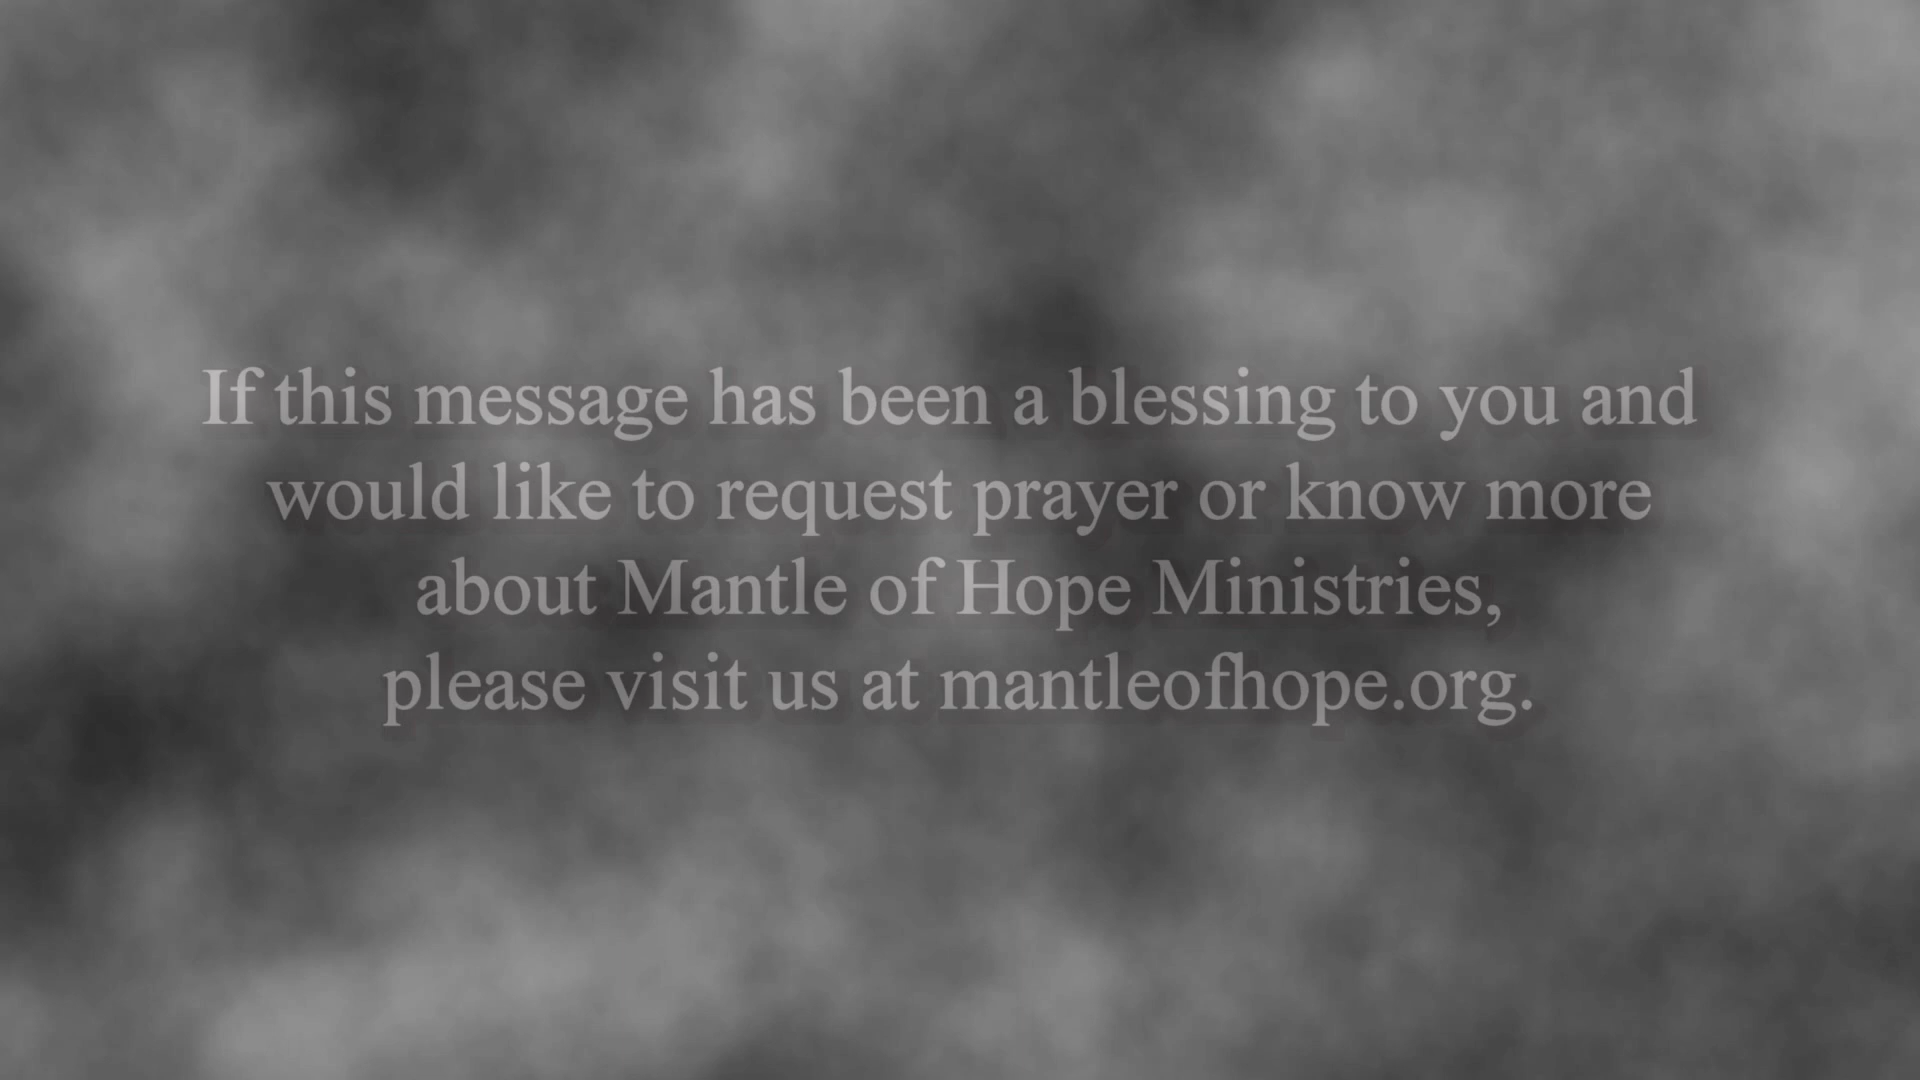 If this message has been a blessing to you and
would like to request prayer or know more
about Mantle of Hope Ministries,
please visit us at mantleofhope.org.